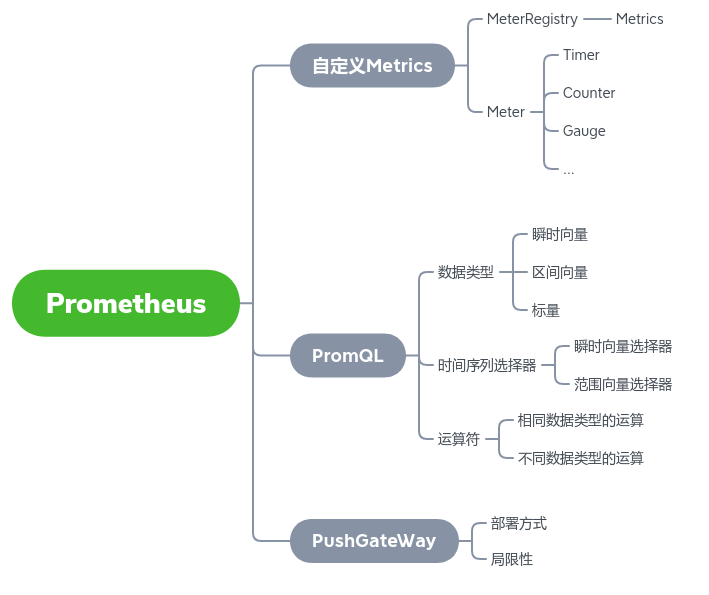 Prometheus
自定义Metrics
MeterRegistry
Metrics
Meter
Timer
Counter
Gauge
...
PromQL
数据类型
瞬时向量
区间向量
标量
时间序列选择器
瞬时向量选择器
范围向量选择器
运算符
相同数据类型的运算
不同数据类型的运算
PushGateWay
部署方式
局限性